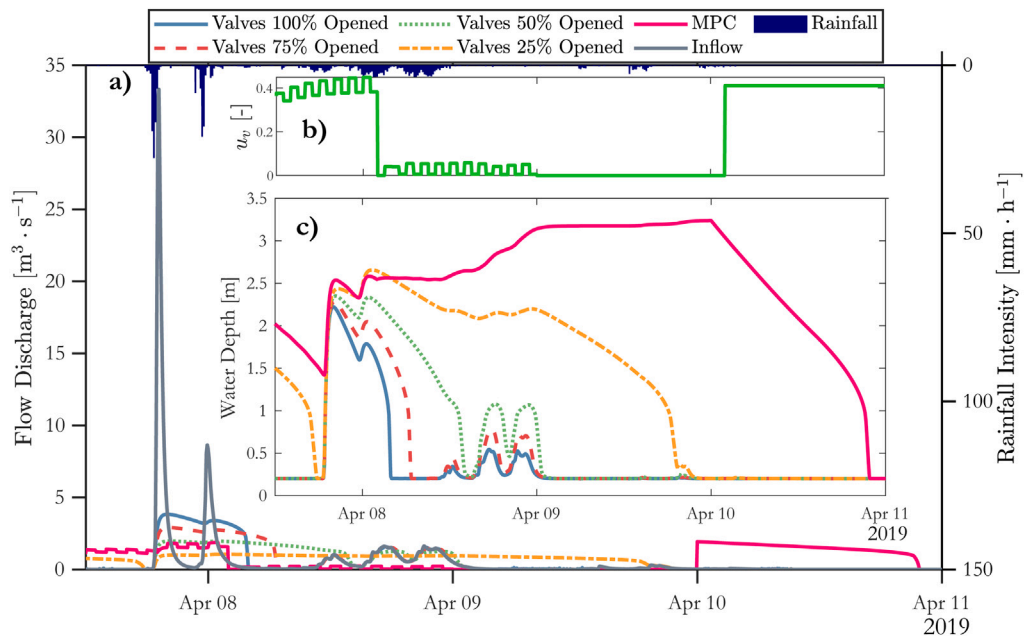 Valves 100% Opened Valves 50% Opened MPC Rainfall
Valves 75% Opened Valves 25% Opened Inflow
a)
35
30
25
20
15
10
5
0
Flow Discharge [m³ · s⁻¹]
0
50
100
150
Rainfall Intensity [mm · h⁻¹]
b)
0.4
0.2
0
u_v [-]
c)
3.5
3
2.5
2
1.5
1
0.5
0
Water Depth [m]
Apr 08 Apr 09 Apr 10 Apr 11
2019
Apr 08 Apr 09 Apr 10 Apr 11
2019